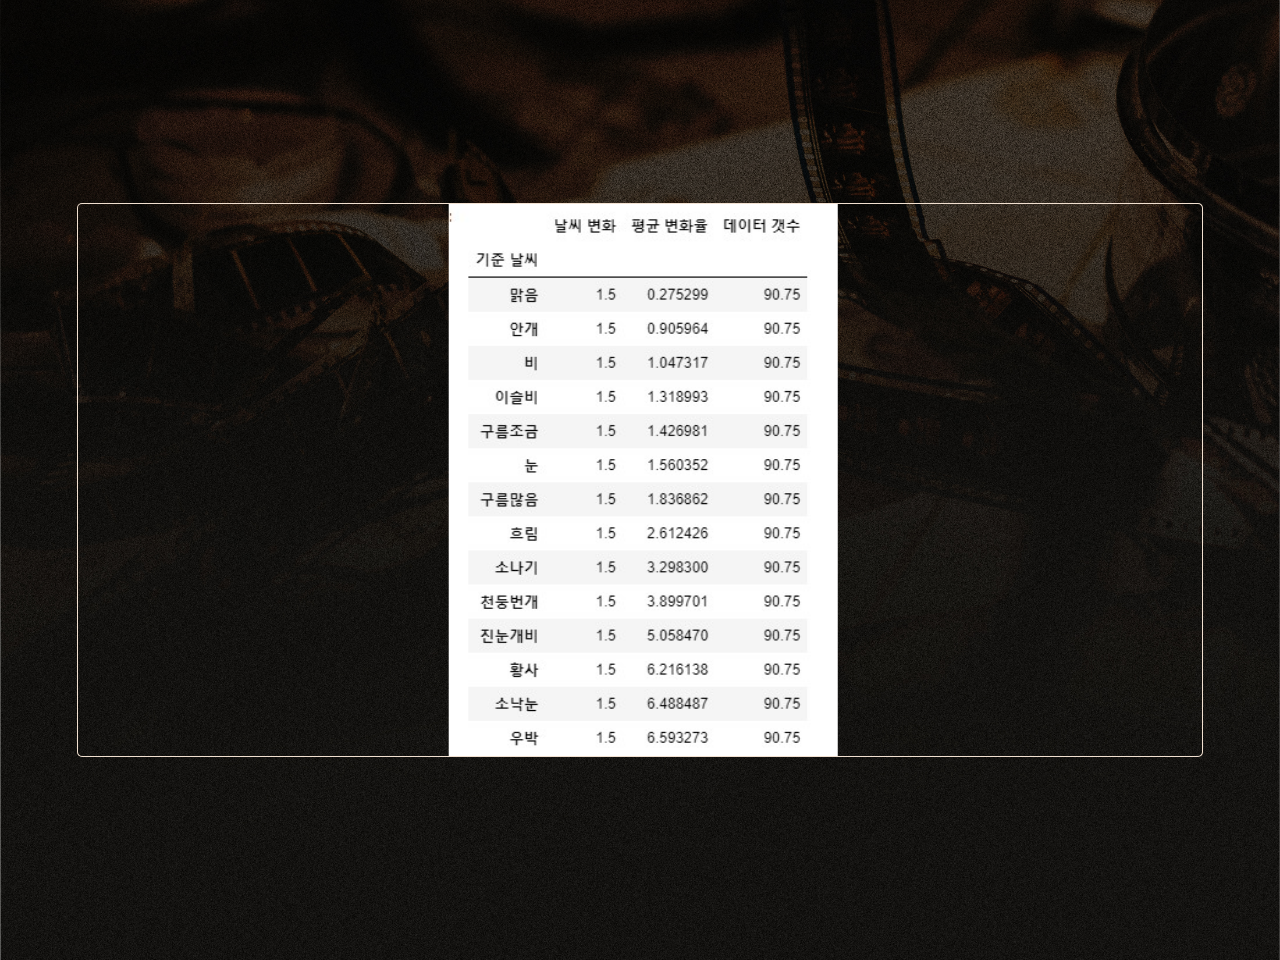 날씨 변화 평균 변화율 데이터 갯수
기준 날씨
맑음 1.5 0.275299 90.75
안개 1.5 0.905964 90.75
비 1.5 1.047317 90.75
이슬비 1.5 1.318993 90.75
구름조금 1.5 1.426981 90.75
눈 1.5 1.560352 90.75
구름많음 1.5 1.836862 90.75
흐림 1.5 2.612426 90.75
소나기 1.5 3.298300 90.75
천둥번개 1.5 3.899701 90.75
진눈개비 1.5 5.058470 90.75
황사 1.5 6.216138 90.75
소낙눈 1.5 6.488487 90.75
우박 1.5 6.593273 90.75